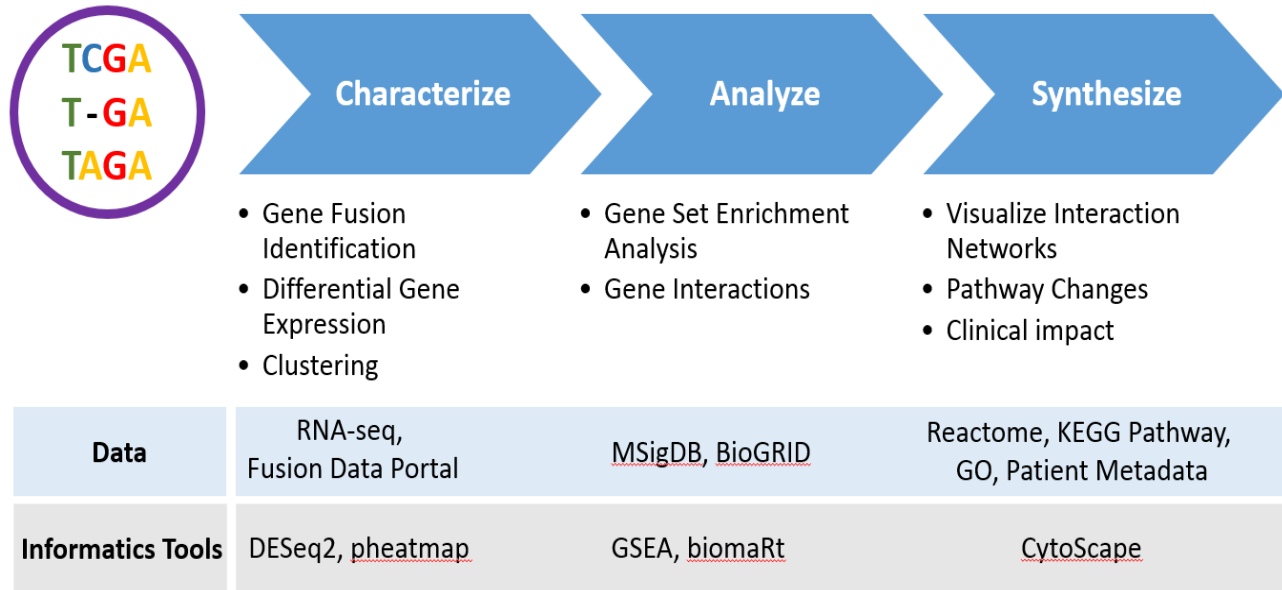 TCGA
T-GA
TAGA
Characterize
Analyze
Synthesize
• Gene Fusion
Identification
• Differential Gene
Expression
• Clustering
• Gene Set Enrichment
Analysis
• Gene Interactions
• Visualize Interaction
Networks
• Pathway Changes
• Clinical impact
Data
RNA-seq,
Fusion Data Portal
MSigDB, BioGRID
Reactome, KEGG Pathway,
GO, Patient Metadata
Informatics Tools
DESeq2, pheatmap
GSEA, biomaRt
CytoScape